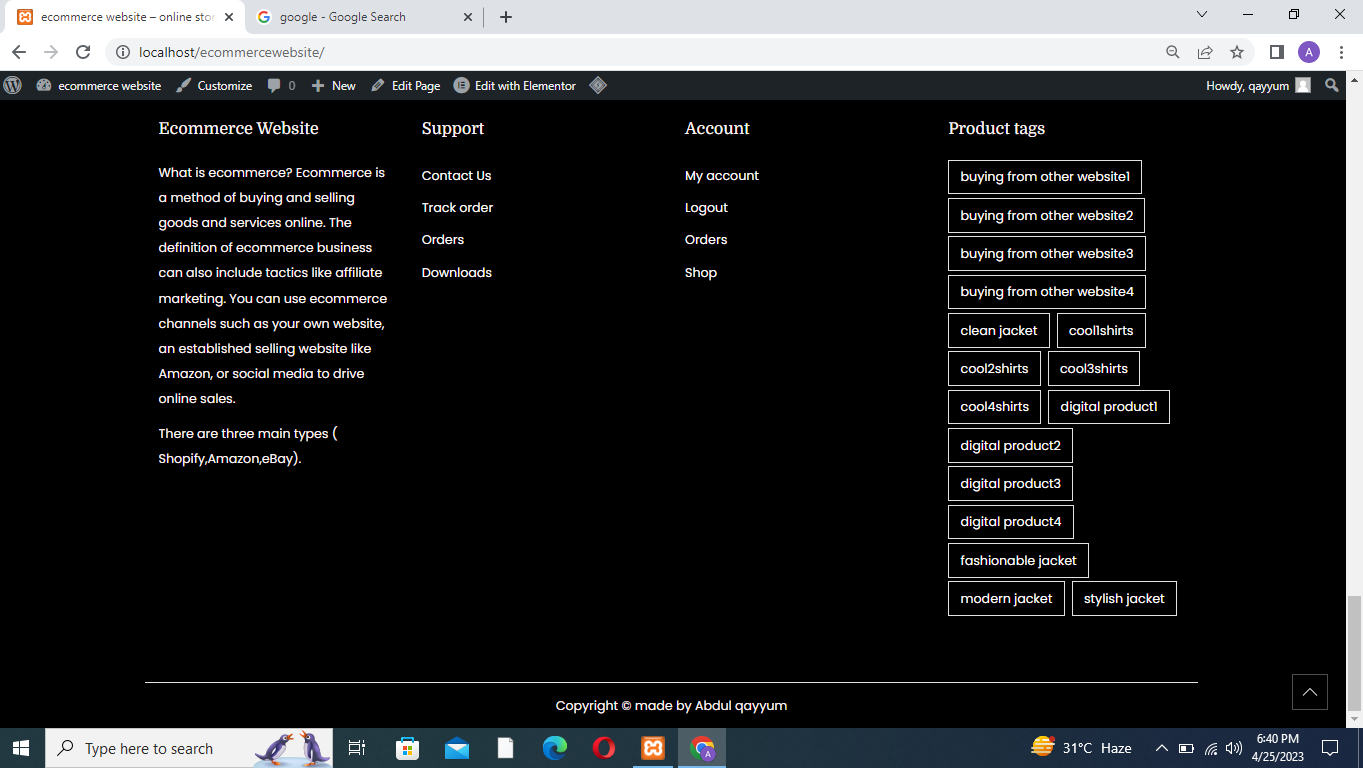 ecommerce website – online stor
google - Google Search
localhost/ecommercewebsite/
A
ecommerce website
Customize
0
New
Edit Page
Edit with Elementor
Howdy, qayyum
Ecommerce Website
What is ecommerce? Ecommerce is
a method of buying and selling
goods and services online. The
definition of ecommerce business
can also include tactics like affiliate
marketing. You can use ecommerce
channels such as your own website,
an established selling website like
Amazon, or social media to drive
online sales.
There are three main types (
Shopify,Amazon,eBay).
Support
Contact Us
Track order
Orders
Downloads
Account
My account
Logout
Orders
Shop
Product tags
buying from other website1
buying from other website2
buying from other website3
buying from other website4
clean jacket cool1shirts
cool2shirts cool3shirts
cool4shirts digital product1
digital product2
digital product3
digital product4
fashionable jacket
modern jacket stylish jacket
Copyright © made by Abdul qayyum
Type here to search
A
31°C Haze
6:40 PM
4/25/2023